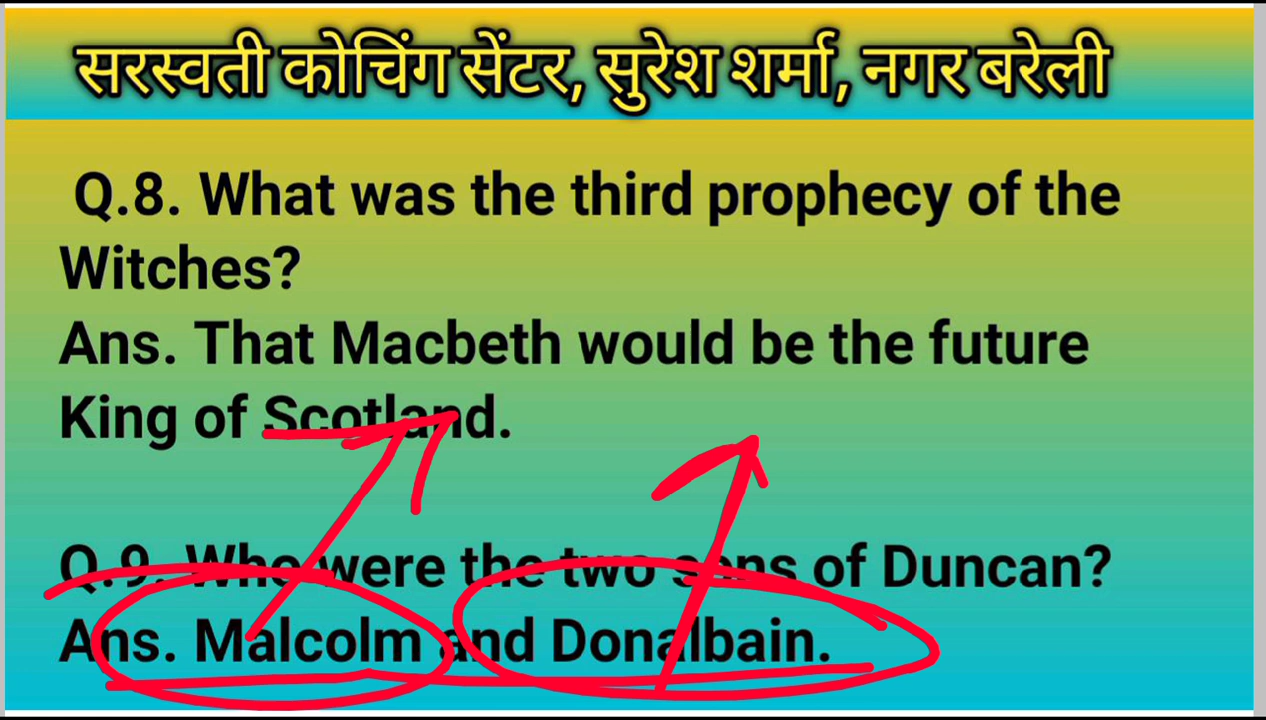 सरस्वती कोचिंग सेंटर, सुरेश शर्मा, नगर बरेली
Q.8. What was the third prophecy of the
Witches?
Ans. That Macbeth would be the future
King of Scotland.
Q.9. Who were the two sons of Duncan?
Ans. Malcolm and Donalbain.